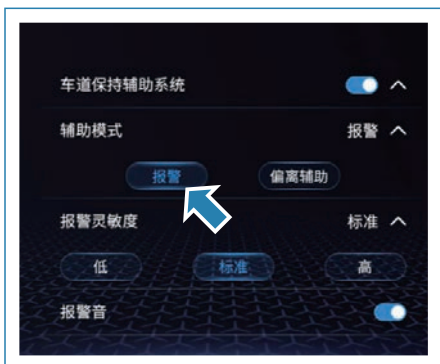 车道保持辅助系统
辅助模式 报警
报警 偏离辅助
报警灵敏度 标准
低 标准 高
报警音